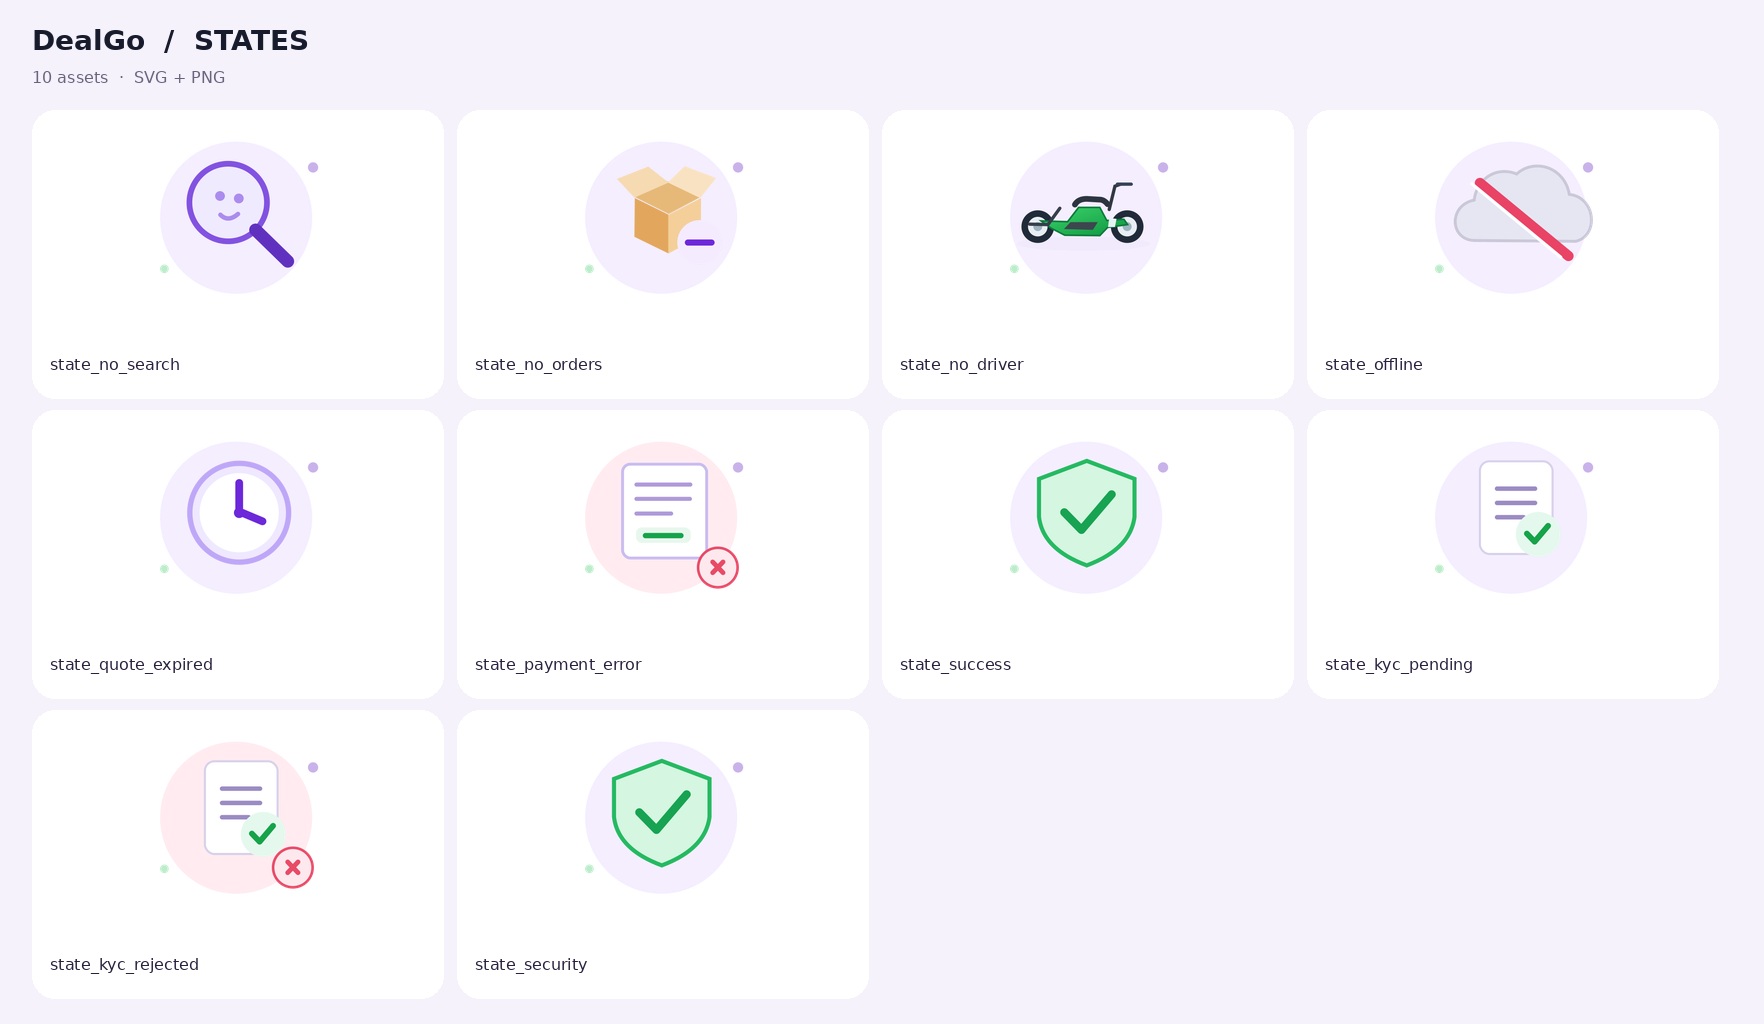 DealGo / STATES
10 assets · SVG + PNG
state_no_search
state_no_orders
state_no_driver
state_offline
state_quote_expired
state_payment_error
state_success
state_kyc_pending
state_kyc_rejected
state_security